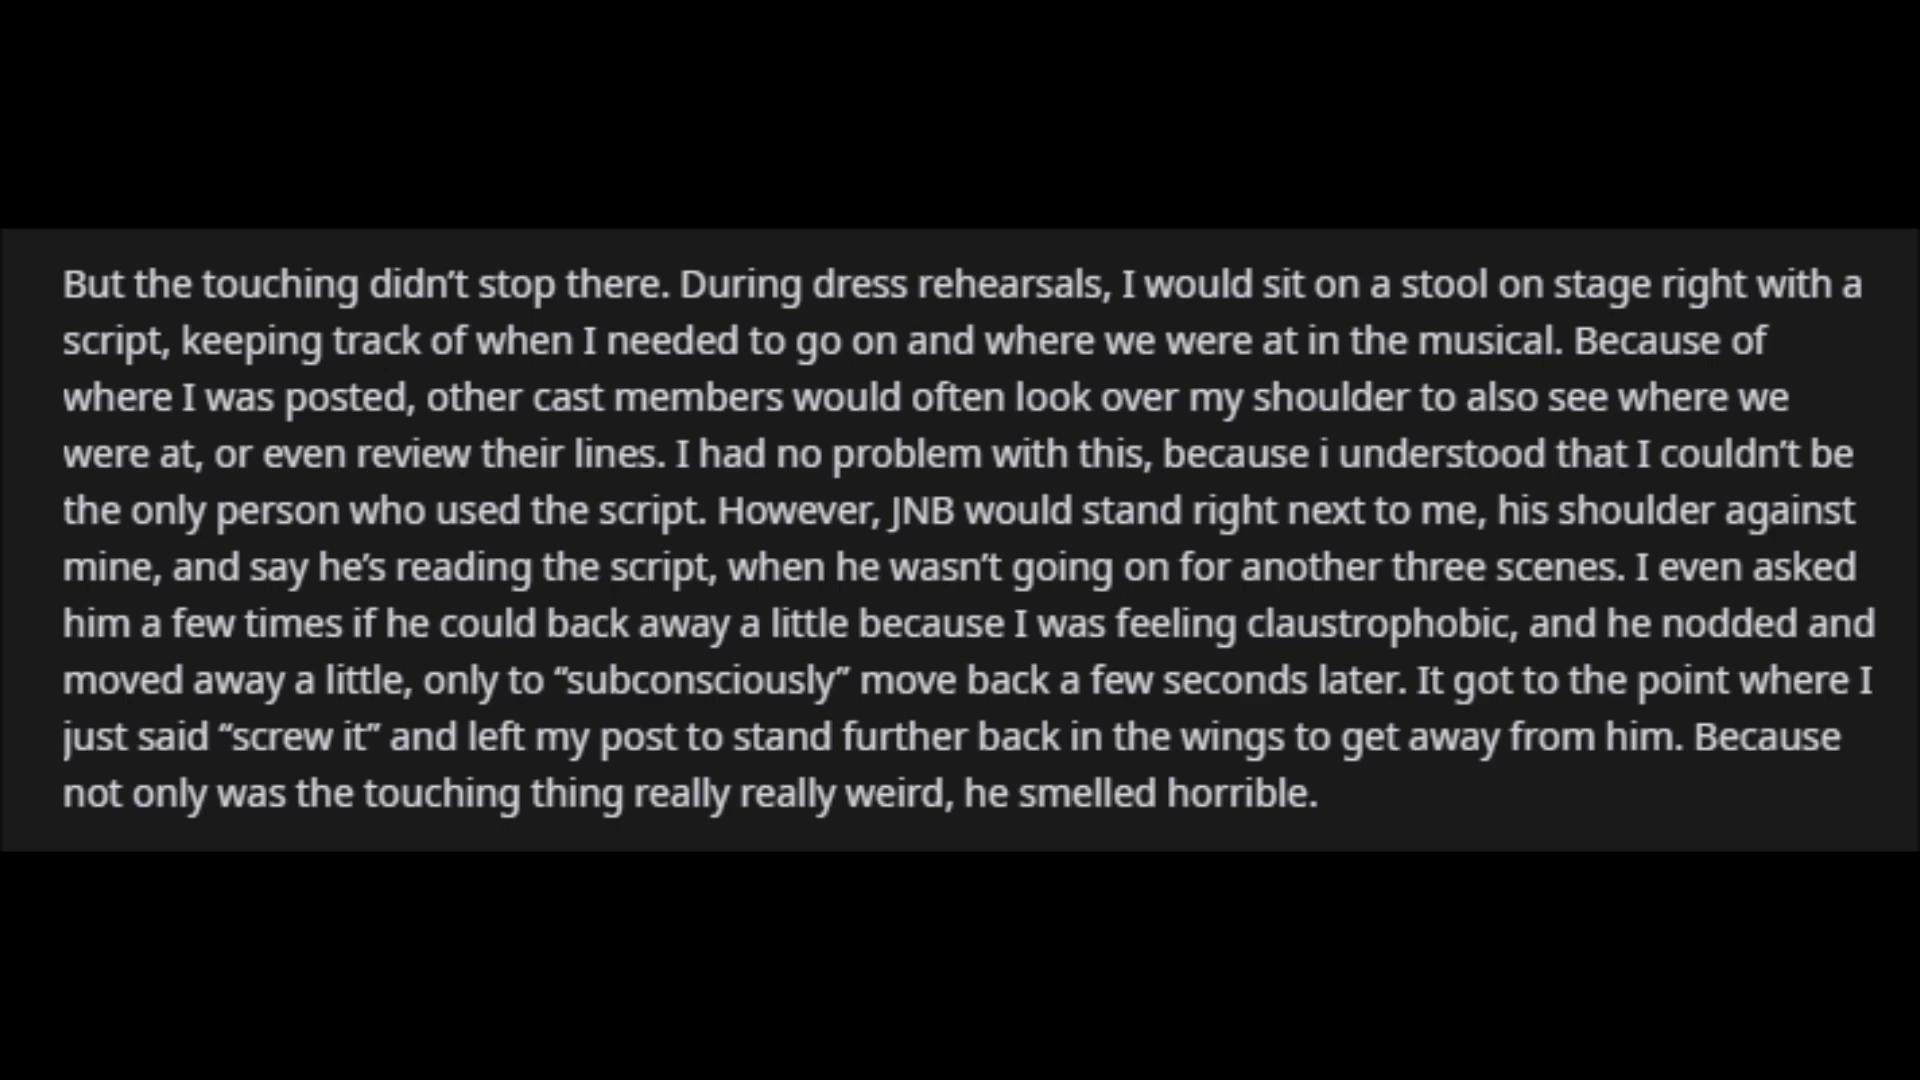 But the touching didn’t stop there. During dress rehearsals, I would sit on a stool on stage right with a
script, keeping track of when I needed to go on and where we were at in the musical. Because of
where I was posted, other cast members would often look over my shoulder to also see where we
were at, or even review their lines. I had no problem with this, because i understood that I couldn’t be
the only person who used the script. However, JNB would stand right next to me, his shoulder against
mine, and say he’s reading the script, when he wasn’t going on for another three scenes. I even asked
him a few times if he could back away a little because I was feeling claustrophobic, and he nodded and
moved away a little, only to “subconsciously” move back a few seconds later. It got to the point where I
just said “screw it” and left my post to stand further back in the wings to get away from him. Because
not only was the touching thing really really weird, he smelled horrible.